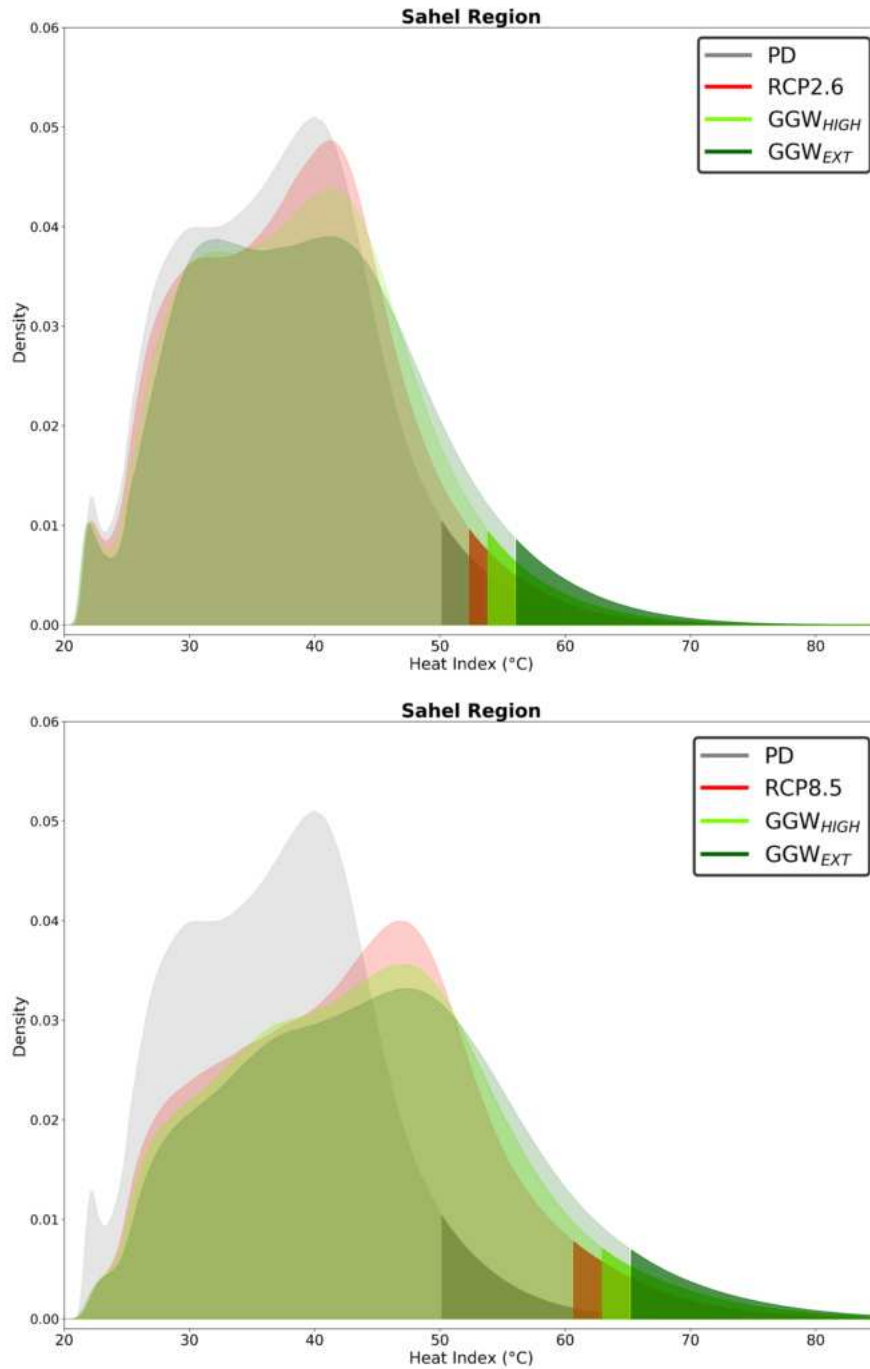 Sahel Region
PD
RCP2.6
GGW_HIGH
GGW_EXT
0.06
0.05
0.04
0.03
0.02
0.01
0.00
Density
20 30 40 50 60 70 80
Heat Index (°C)
Sahel Region
PD
RCP8.5
GGW_HIGH
GGW_EXT
0.06
0.05
0.04
0.03
0.02
0.01
0.00
Density
20 30 40 50 60 70 80
Heat Index (°C)